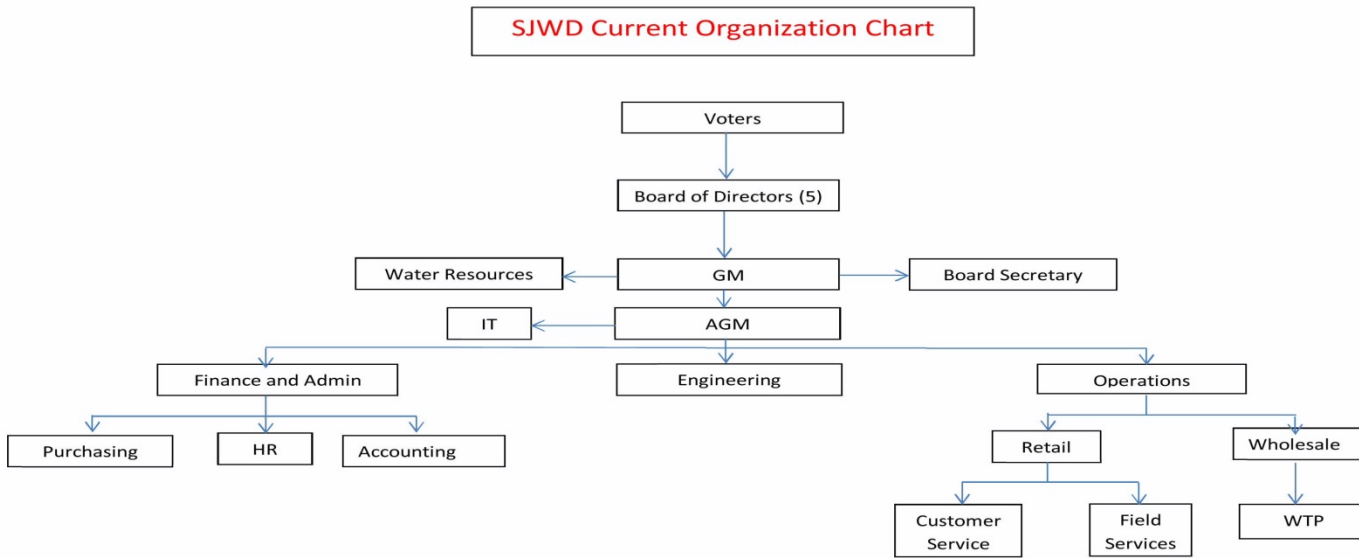 SJWD Current Organization Chart
Voters
Board of Directors (5)
Water Resources
GM
Board Secretary
IT
AGM
Finance and Admin
Engineering
Operations
Purchasing
HR
Accounting
Retail
Wholesale
Customer
Service
Field
Services
WTP